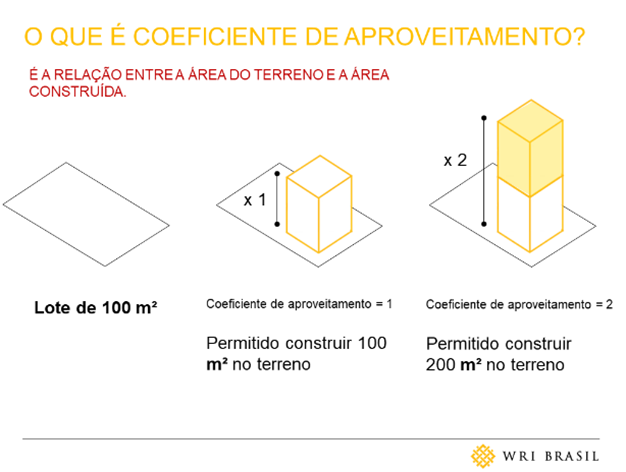 O QUE É COEFICIENTE DE APROVEITAMENTO?
É A RELAÇÃO ENTRE A ÁREA DO TERRENO E A ÁREA
CONSTRUÍDA.
x 1
x 2
Lote de 100 m²
Coeficiente de aproveitamento = 1
Permitido construir 100
m² no terreno
Coeficiente de aproveitamento = 2
Permitido construir
200 m² no terreno
WRI BRASIL